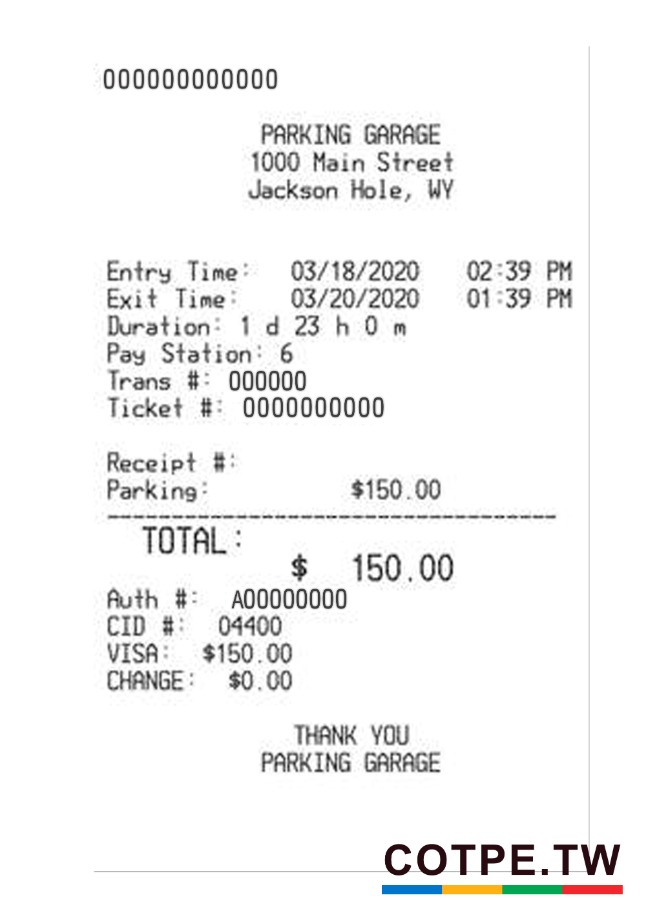 000000000000
PARKING GARAGE
1000 Main Street
Jackson Hole, WY
Entry Time: 03/18/2020 02:39 PM
Exit Time: 03/20/2020 01:39 PM
Duration: 1 d 23 h 0 m
Pay Station: 6
Trans #: 000000
Ticket #: 0000000000
Receipt #:
Parking: $150.00
------------------------------------
TOTAL:
$ 150.00
Auth #: A00000000
CID #: 04400
VISA: $150.00
CHANGE: $0.00
THANK YOU
PARKING GARAGE
COTPE.TW